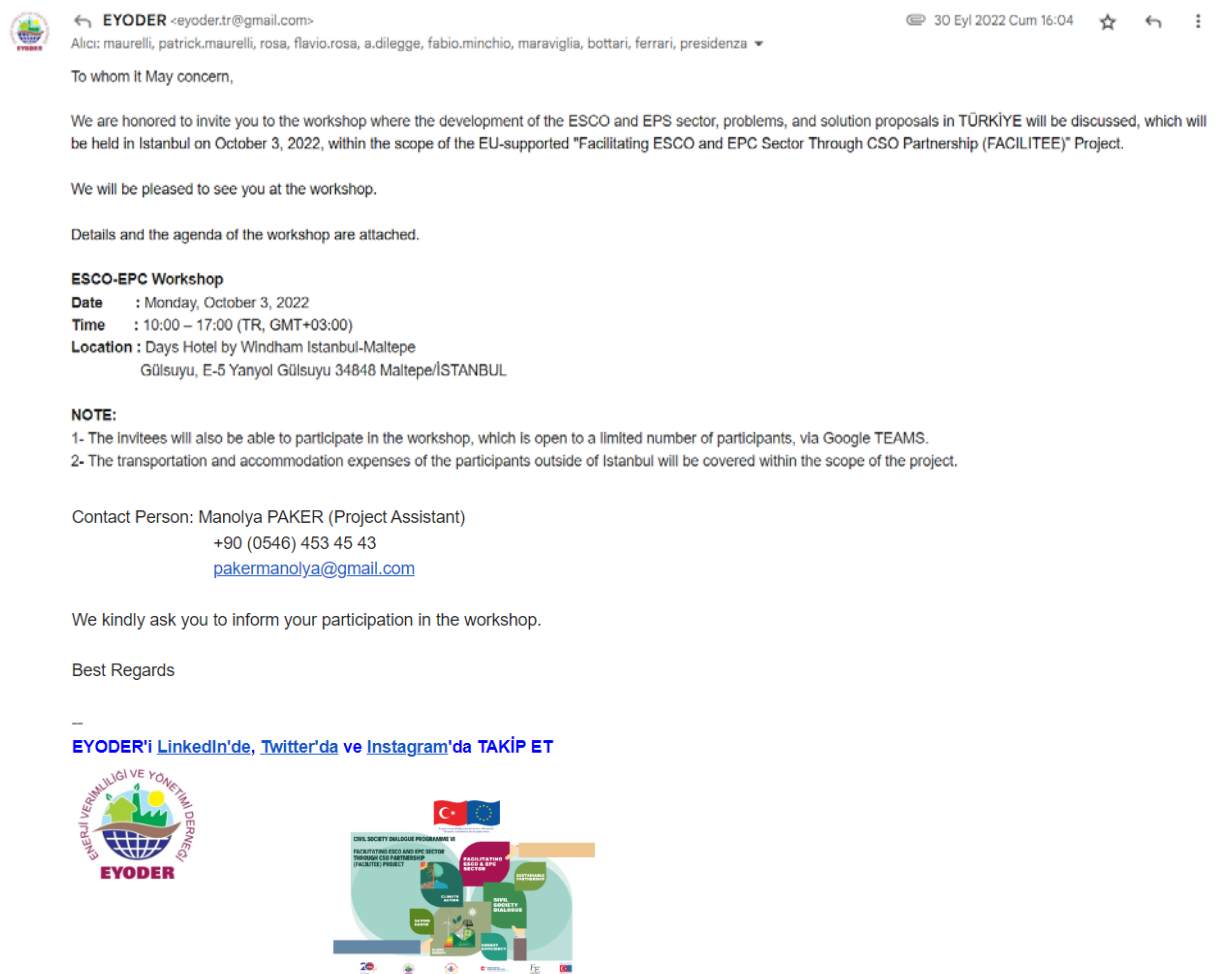 EYODER <eyoder.tr@gmail.com>
30 Eyl 2022 Cum 16:04
Alıcı: maurelli, patrick.maurelli, rosa, flavio.rosa, a.dilegge, fabio.minchio, maraviglia, bottari, ferrari, presidenza
To whom it May concern,
We are honored to invite you to the workshop where the development of the ESCO and EPS sector, problems, and solution proposals in TÜRKİYE will be discussed, which will
be held in Istanbul on October 3, 2022, within the scope of the EU-supported "Facilitating ESCO and EPC Sector Through CSO Partnership (FACILITEE)" Project.
We will be pleased to see you at the workshop.
Details and the agenda of the workshop are attached.
ESCO-EPC Workshop
Date : Monday, October 3, 2022
Time : 10:00 – 17:00 (TR, GMT+03:00)
Location : Days Hotel by Windham Istanbul-Maltepe
Gülsuyu, E-5 Yanyol Gülsuyu 34848 Maltepe/İSTANBUL
NOTE:
1- The invitees will also be able to participate in the workshop, which is open to a limited number of participants, via Google TEAMS.
2- The transportation and accommodation expenses of the participants outside of Istanbul will be covered within the scope of the project.
Contact Person: Manolya PAKER (Project Assistant)
+90 (0546) 453 45 43
pakermanolya@gmail.com
We kindly ask you to inform your participation in the workshop.
Best Regards
--
EYODER'i LinkedIn'de, Twitter'da ve Instagram'da TAKİP ET
ENERJİ VERİMLİLİĞİ VE YÖNETİMİ DERNEĞİ
EYODER
CIVIL SOCIETY DIALOGUE PROGRAMME VI
FACILITATING ESCO AND EPC SECTOR
THROUGH CSO PARTNERSHIP
(FACILITEE) PROJECT
FACILITATING
ESCO & EPC
SECTOR
SUSTAINABLE
PARTNERSHIP
CLIMATE
ACTION
CIVIL
SOCIETY
DIALOGUE
ENERGY
EFFICIENCY